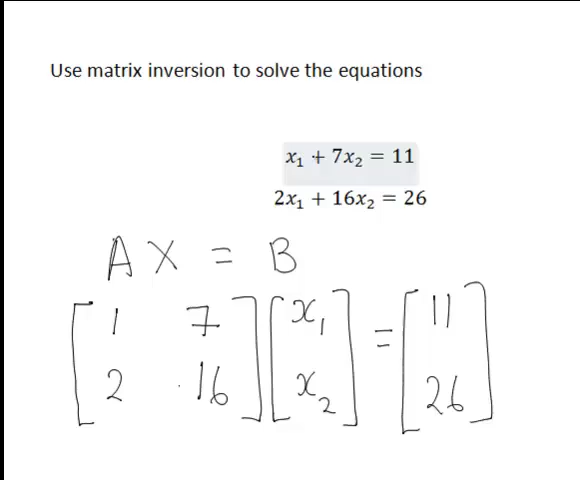 Use matrix inversion to solve the equations
x₁ + 7x₂ = 11
2x₁ + 16x₂ = 26
A X = B
[1 7] [x₁] = [11]
[2 16] [x₂] [26]